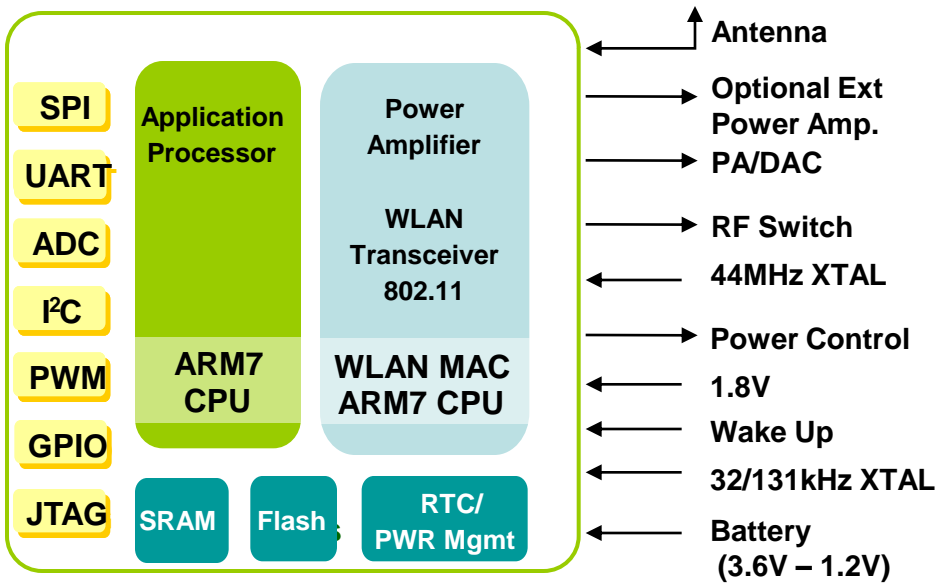 SPI
UART
ADC
I²C
PWM
GPIO
JTAG
Application
Processor
ARM7
CPU
Power
Amplifier
WLAN
Transceiver
802.11
WLAN MAC
ARM7 CPU
SRAM
Flash
s
RTC/
PWR Mgmt
Antenna
Optional Ext
Power Amp.
PA/DAC
RF Switch
44MHz XTAL
Power Control
1.8V
Wake Up
32/131kHz XTAL
Battery
(3.6V – 1.2V)